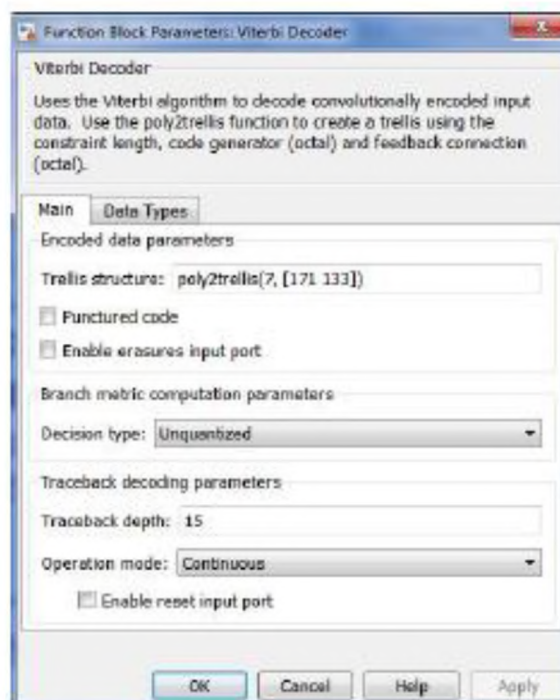 Function Block Parameters: Viterbi Decoder
Viterbi Decoder
Uses the Viterbi algorithm to decode convolutionally encoded input
data. Use the poly2trellis function to create a trellis using the
constraint length, code generator (octal) and feedback connection
(octal).
Main Data Types
Encoded data parameters
Trellis structure: poly2trellis(7, [171 133])
Punctured code
Enable erasures input port
Branch metric computation parameters
Decision type: Unquantized
Traceback decoding parameters
Traceback depth: 15
Operation mode: Continuous
Enable reset input port
OK Cancel Help Apply